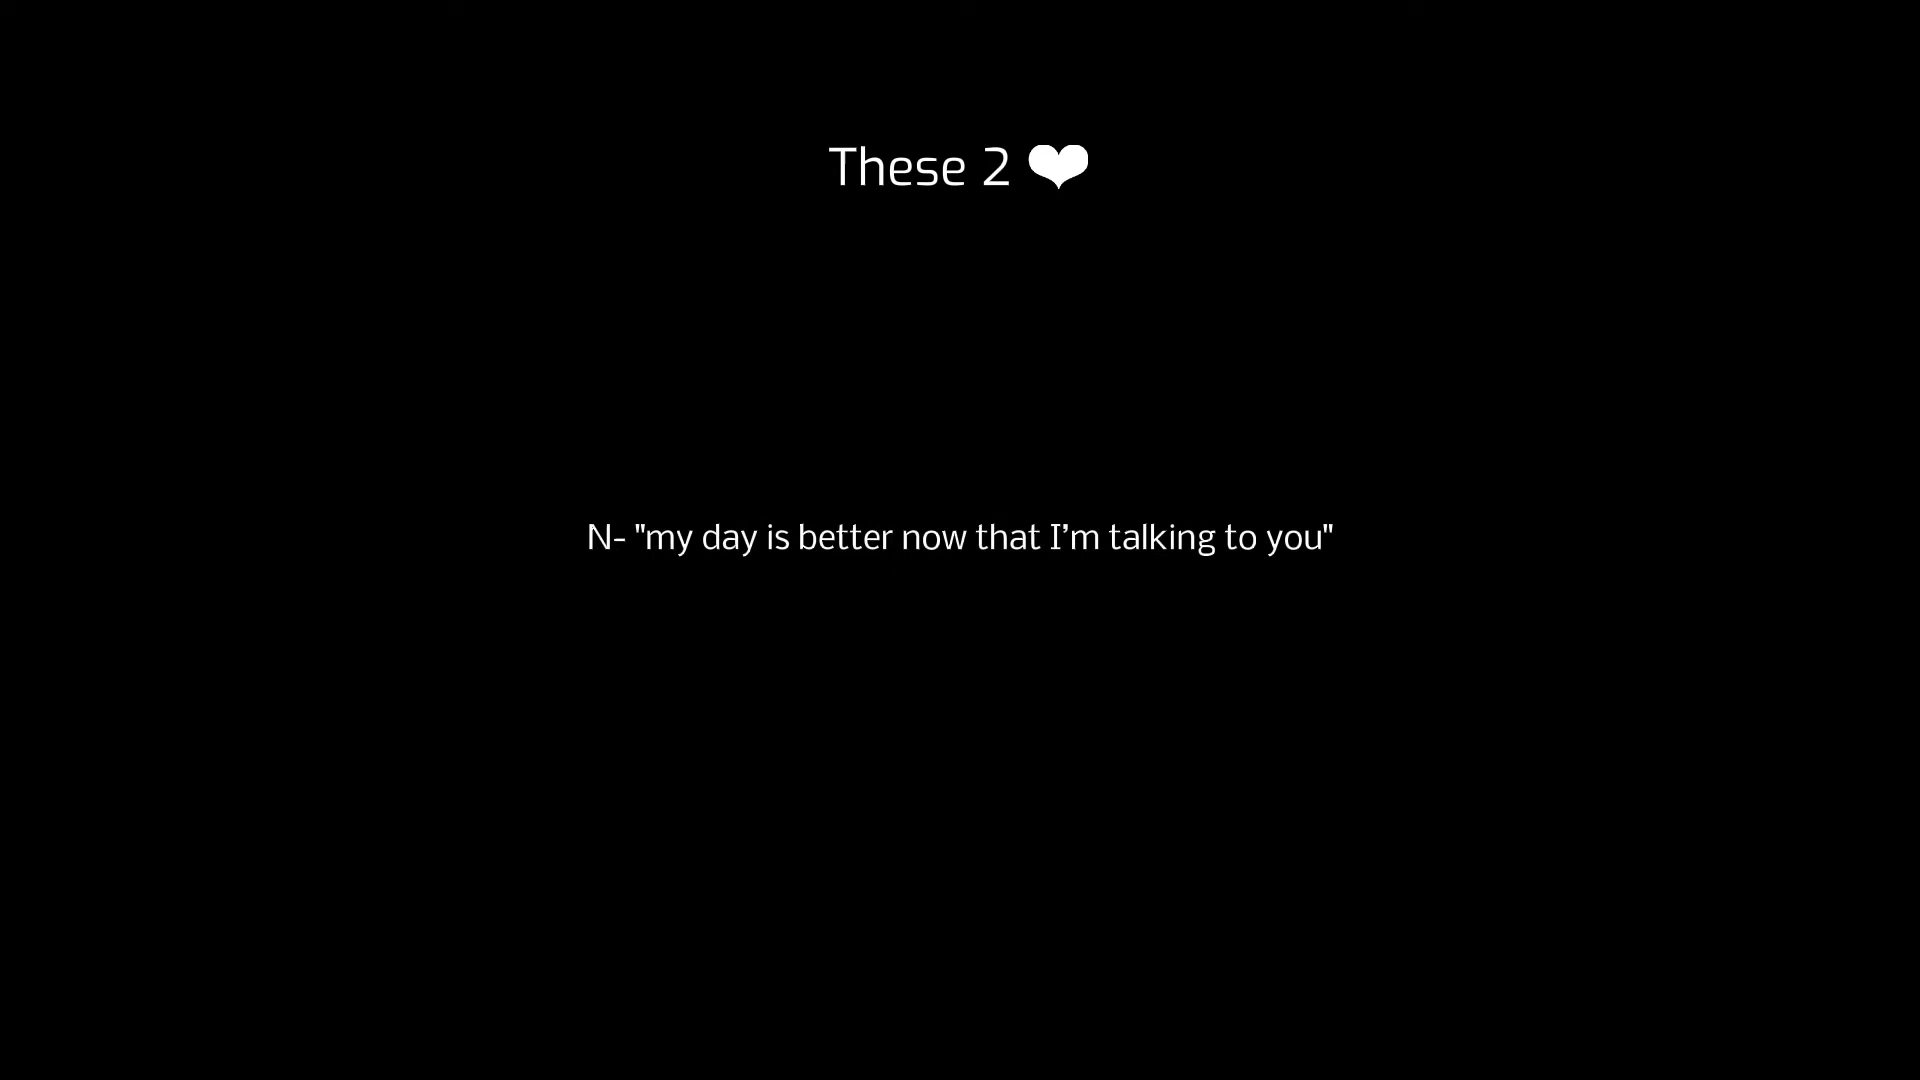 These 2 ❤
N- "my day is better now that I’m talking to you"